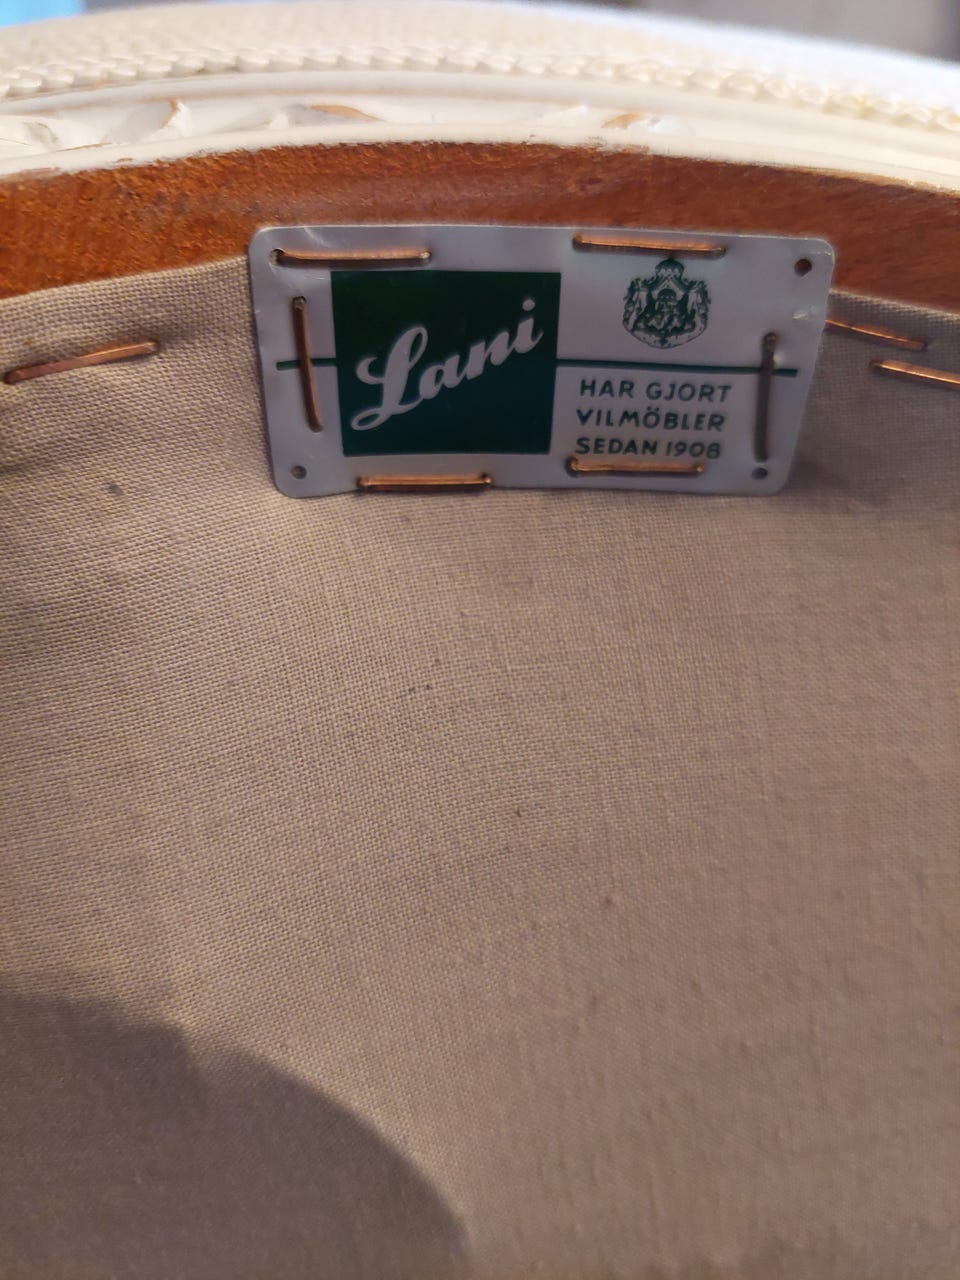 Lani
HAR GJORT
VILMÖBLER
SEDAN 1908